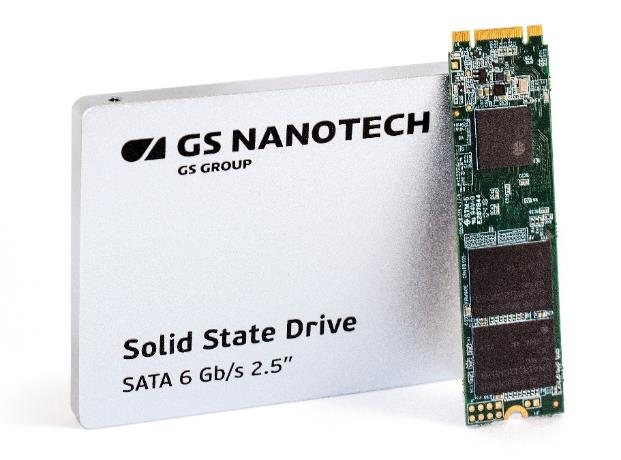 GS NANOTECH
GS GROUP
Solid State Drive
SATA 6 Gb/s 2.5"